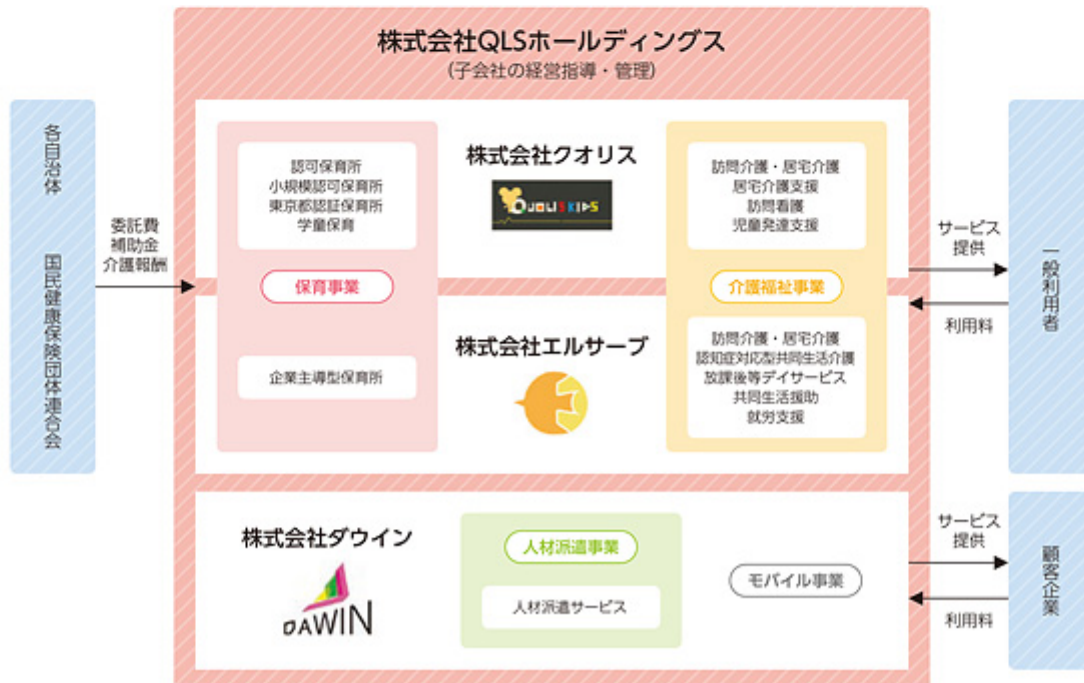 株式会社QLSホールディングス
(子会社の経営指導・管理)
各自治体
国民健康保険団体連合会
委託費
補助金
介護報酬
認可保育所
小規模認可保育所
東京都認証保育所
学童保育
保育事業
企業主導型保育所
株式会社クオリス
QUALISKIDS
株式会社エルサーブ
訪問介護・居宅介護
居宅介護支援
訪問看護
児童発達支援
介護福祉事業
訪問介護・居宅介護
認知症対応型共同生活介護
放課後等デイサービス
共同生活援助
就労支援
サービス
提供
利用料
一般利用者
株式会社ダウイン
DAWIN
人材派遣事業
人材派遣サービス
モバイル事業
サービス
提供
利用料
顧客企業